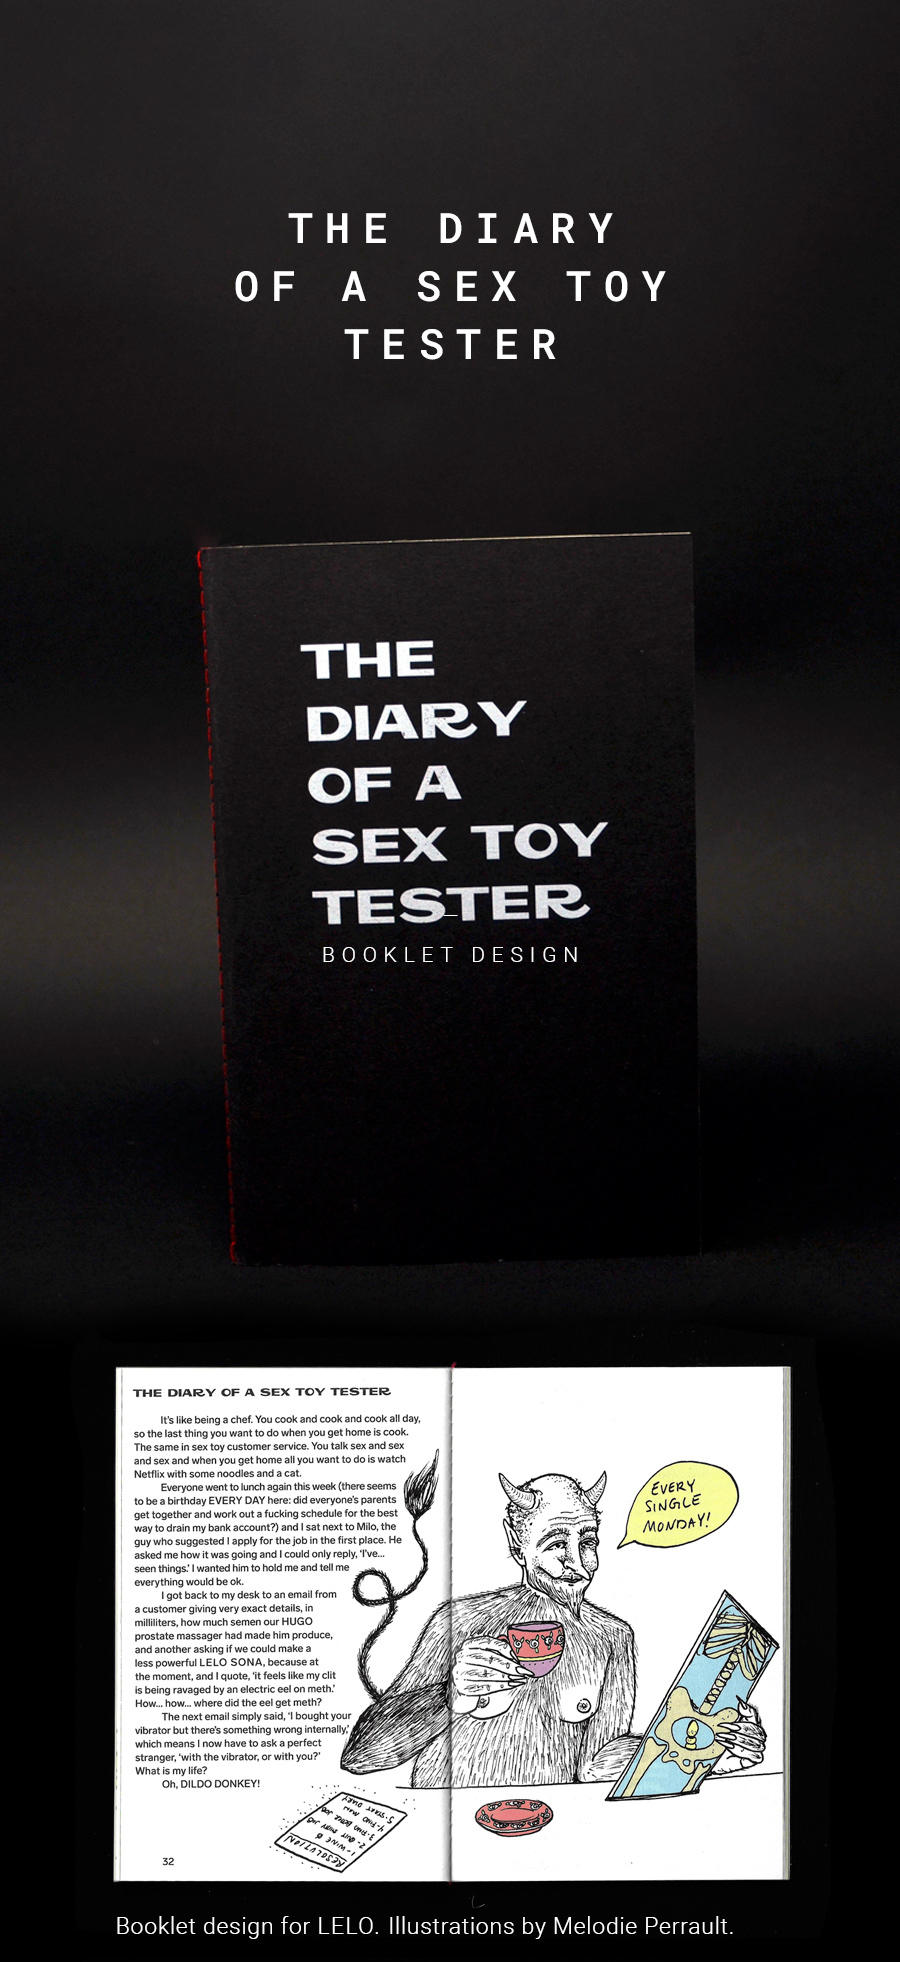 THE DIARY
OF A SEX TOY
TESTER
THE
DIARY
OF A
SEX TOY
TESTER
BOOKLET DESIGN
THE DIARY OF A SEX TOY TESTER
It's like being a chef. You cook and cook and cook all day,
so the last thing you want to do when you get home is cook.
The same in sex toy customer service. You talk sex and sex
and sex and when you get home all you want to do is watch
Netflix with some noodles and a cat.
Everyone went to lunch again this week (there seems
to be a birthday EVERY DAY here: did everyone's parents
get together and work out a fucking schedule for the best
way to drain my bank account?) and I sat next to Milo, the
guy who suggested I apply for the job in the first place. He
asked me how it was going and I could only reply, 'I've...
seen things.' I wanted him to hold me and tell me
everything would be ok.
I got back to my desk to an email from
a customer giving very exact details, in
milliliters, how much semen our HUGO
prostate massager had made him produce,
and another asking if we could make a
less powerful LELO SONA, because at
the moment, and I quote, 'it feels like my clit
is being ravaged by an electric eel on meth.'
How... how... where did the eel get meth?
The next email simply said, 'I bought your
vibrator but there's something wrong internally,'
which means I now have to ask a perfect
stranger, 'with the vibrator, or with you?'
What is my life?
Oh, DILDO DONKEY!
32
EVERY
SINGLE
MONDAY!
RESOLUTION
5-START DIARY
Booklet design for LELO. Illustrations by Melodie Perrault.